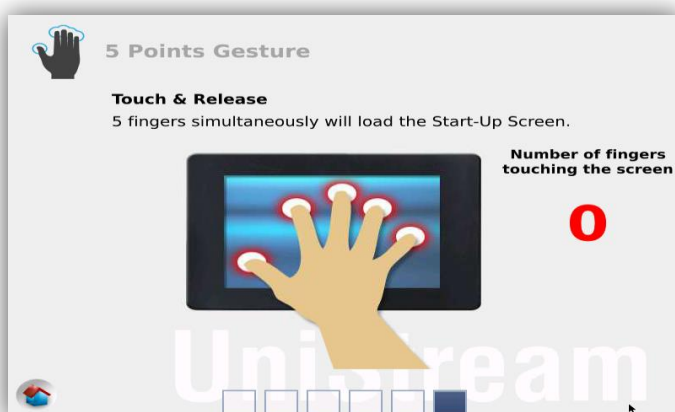 5 Points Gesture
Touch & Release
5 fingers simultaneously will load the Start-Up Screen.
Number of fingers
touching the screen
0
UniStream